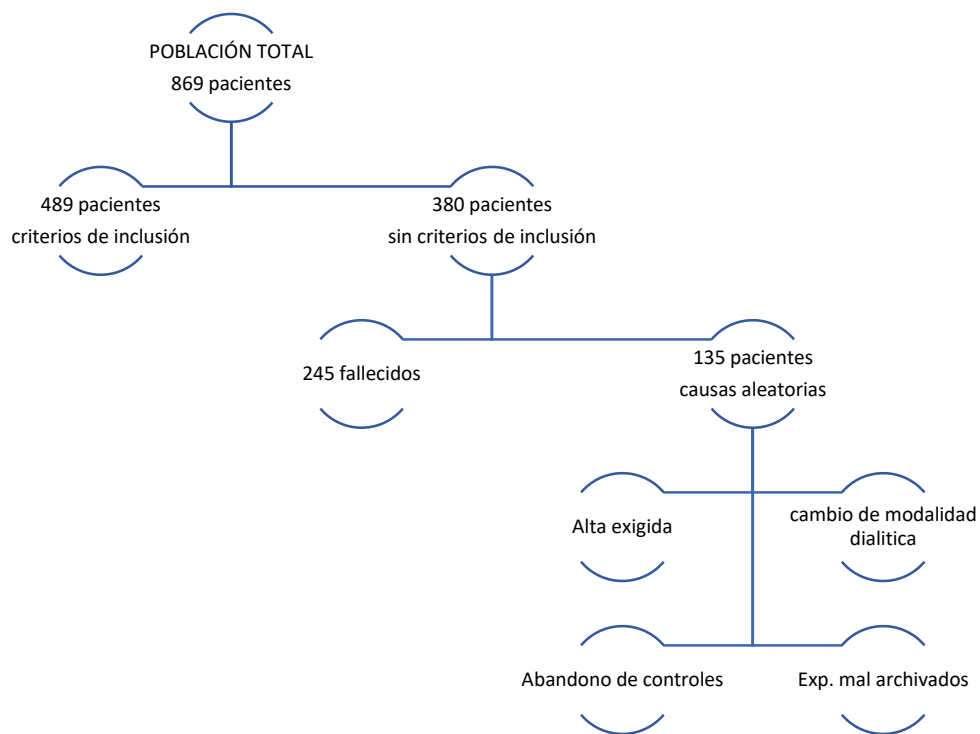 POBLACIÓN TOTAL
869 pacientes
489 pacientes
criterios de inclusión
380 pacientes
sin criterios de inclusión
245 fallecidos
135 pacientes
causas aleatorias
Alta exigida
cambio de modalidad
dialitica
Abandono de controles
Exp. mal archivados